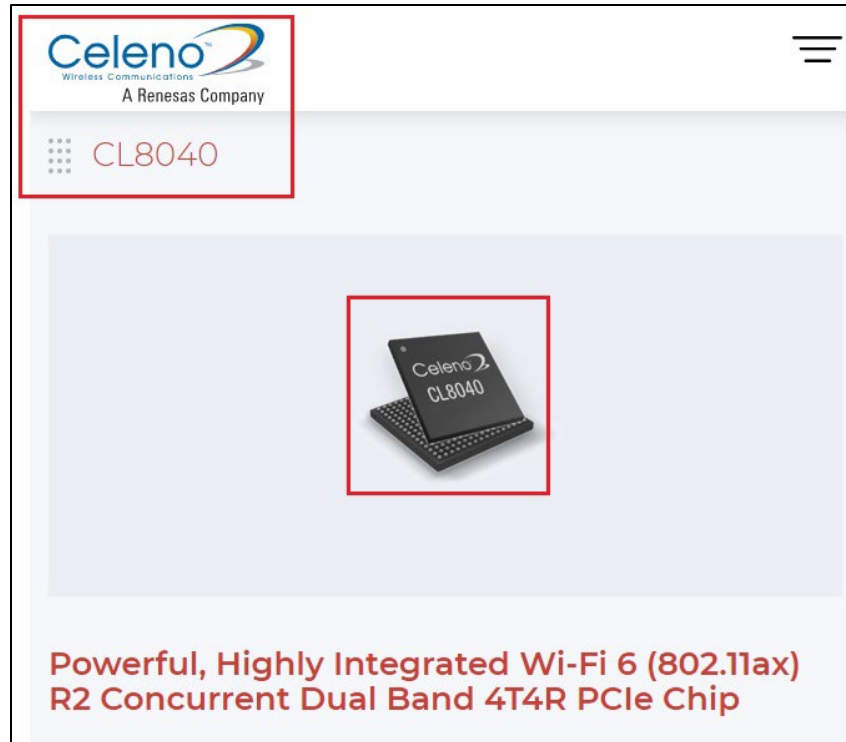 Celeno™
Wireless Communications
A Renesas Company
CL8040
Celeno
CL8040
Powerful, Highly Integrated Wi-Fi 6 (802.11ax)
R2 Concurrent Dual Band 4T4R PCIe Chip